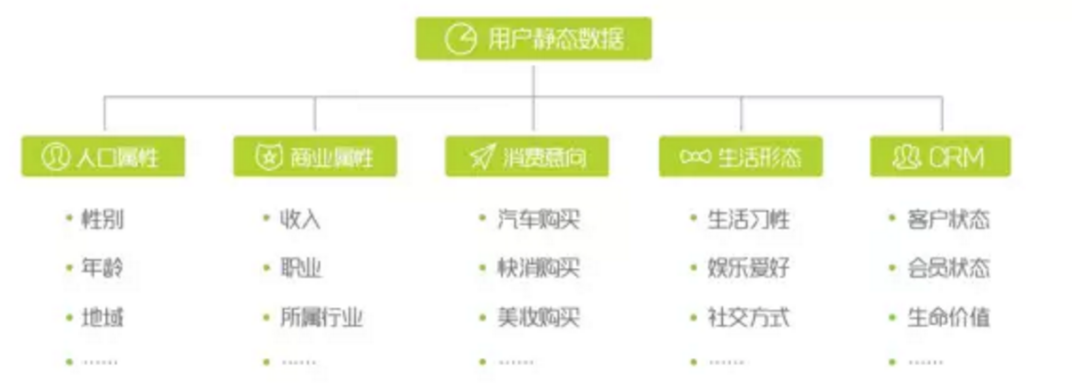 用户静态数据
人口属性
商业属性
消费意向
生活形态
CRM
性别
收入
汽车购买
生活习性
客户状态
年龄
职业
快消购买
娱乐爱好
会员状态
地域
所属行业
美妆购买
社交方式
生命价值
……
……
……
……
……